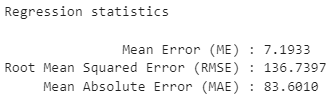 Regression statistics
Mean Error (ME) : 7.1933
Root Mean Squared Error (RMSE) : 136.7397
Mean Absolute Error (MAE) : 83.6010